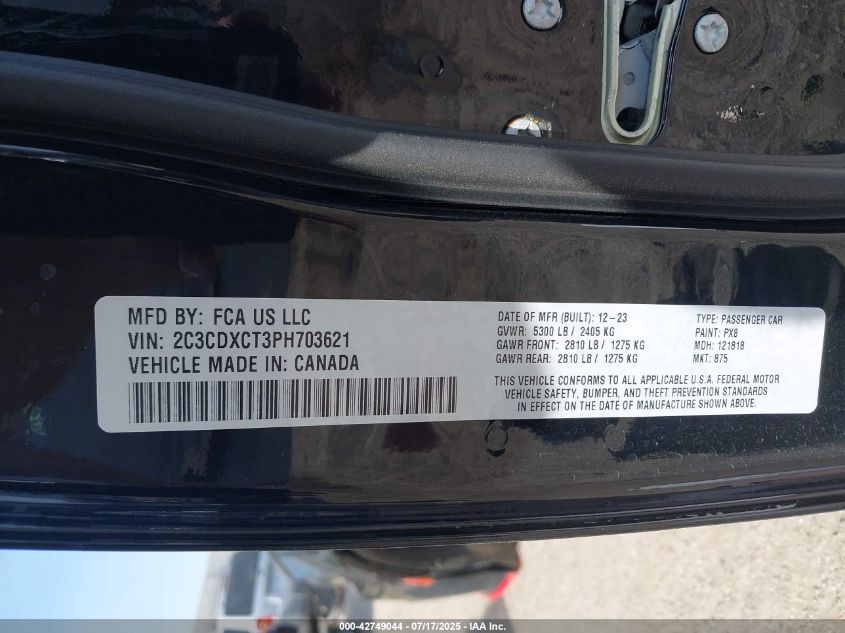 MFD BY: FCA US LLC
VIN: 2C3CDXCT3PH703621
VEHICLE MADE IN: CANADA
DATE OF MFR (BUILT): 12-23
GVWR: 5300 LB / 2405 KG
GAWR FRONT: 2810 LB / 1275 KG
GAWR REAR: 2810 LB / 1275 KG
TYPE: PASSENGER CAR
PAINT: PX8
MDH: 121818
MKT: 875
THIS VEHICLE CONFORMS TO ALL APPLICABLE U.S.A. FEDERAL MOTOR
VEHICLE SAFETY, BUMPER, AND THEFT PREVENTION STANDARDS
IN EFFECT ON THE DATE OF MANUFACTURE SHOWN ABOVE.
000-42749044 - 07/17/2025 - IAA Inc.